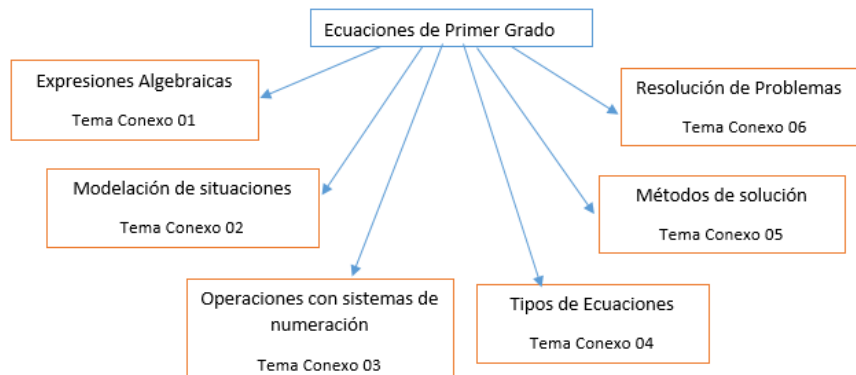 Ecuaciones de Primer Grado
Expresiones Algebraicas
Tema Conexo 01
Modelación de situaciones
Tema Conexo 02
Operaciones con sistemas de
numeración
Tema Conexo 03
Tipos de Ecuaciones
Tema Conexo 04
Métodos de solución
Tema Conexo 05
Resolución de Problemas
Tema Conexo 06